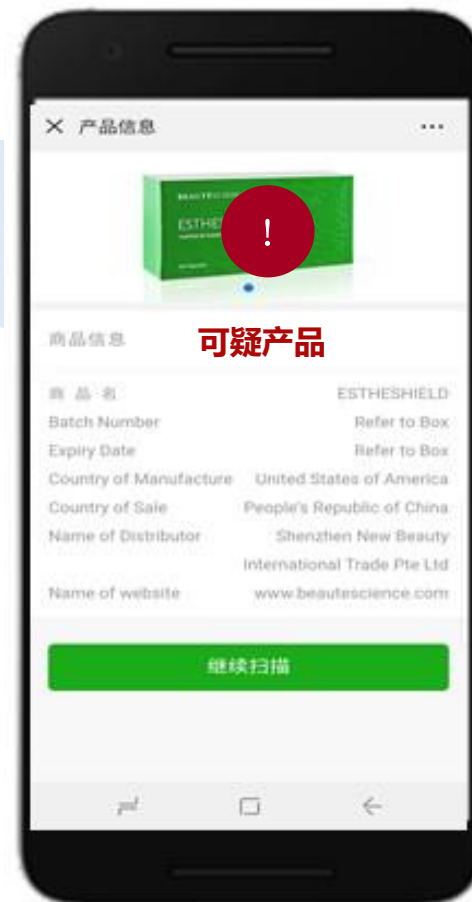 产品信息
BEAUTESCIEN
ESTHE
!
商品信息
可疑产品
商 品 名 ESTHESHIELD
Batch Number Refer to Box
Expiry Date Refer to Box
Country of Manufacture United States of America
Country of Sale People's Republic of China
Name of Distributor Shenzhen New Beauty
International Trade Pte Ltd
Name of website www.beautescience.com
继续扫描